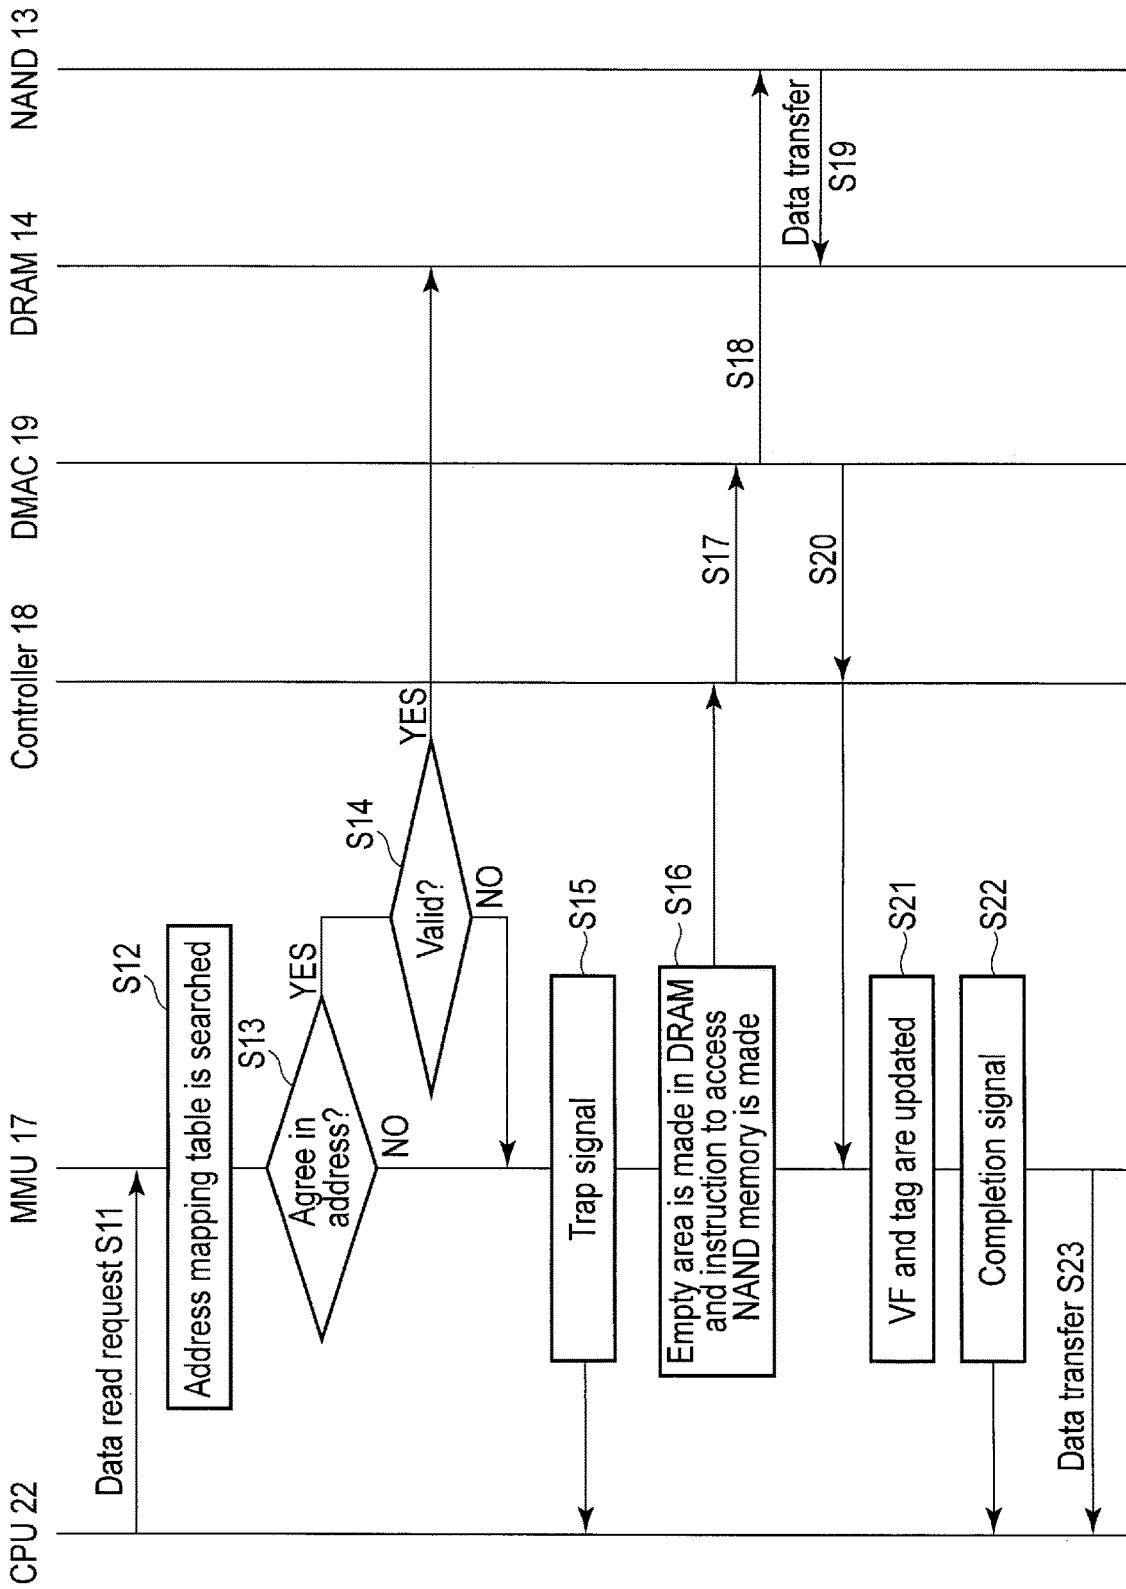 CPU 22
MMU 17
Controller 18
DMAC 19
DRAM 14
NAND 13
Data read request S11
S12
Address mapping table is searched
S13
Agree in
address?
YES
NO
S14
Valid?
YES
NO
S15
Trap signal
S16
Empty area is made in DRAM
and instruction to access
NAND memory is made
S17
S18
Data transfer
S19
S20
S21
VF and tag are updated
S22
Completion signal
Data transfer S23